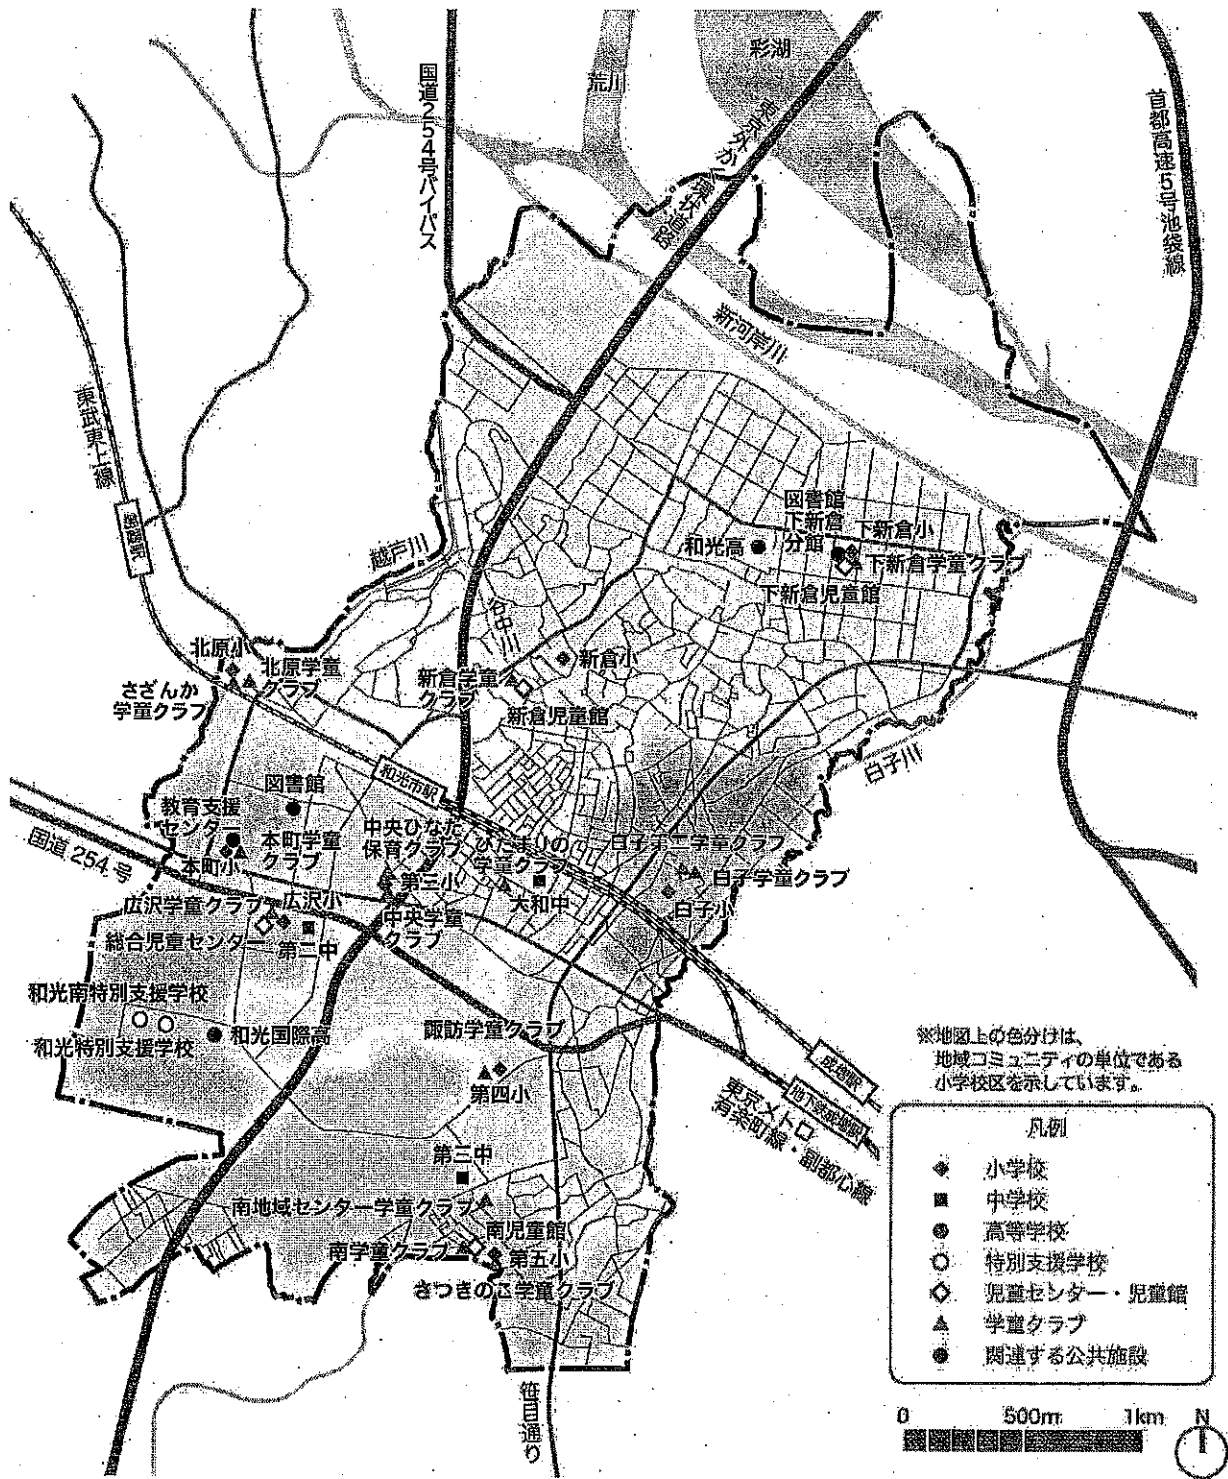 彩湖
荒川
国道254号バイパス
東京外かく環状道路
首都高速5号池袋線
新河岸川
東武東上線
朝霞駅
越戸川
谷中川
図書館
下新倉
分館
下新倉小
和光高
下新倉学童クラブ
下新倉児童館
北原小
北原学童
クラブ
さざんか
学童クラブ
新倉小
新倉学童
クラブ
新倉児童館
白子川
和光市駅
図書館
教育支援
センター
本町学童
クラブ
本町小
国道254号
中央ひなた
保育クラブ
ひだまりの
学童クラブ
白子第二学童クラブ
白子学童クラブ
第三小
大和中
白子小
広沢学童クラブ
広沢小
中央学童
クラブ
総合児童センター
第二中
和光南特別支援学校
和光特別支援学校
和光国際高
諏訪学童クラブ
第四小
成増駅
地下鉄成増駅
東京メトロ
有楽町線・副都心線
第三中
南地域センター学童クラブ
南児童館
南学童クラブ
第五小
さつきのこ学童クラブ
笹目通り
※地図上の色分けは、
地域コミュニティの単位である
小学校区を示しています。
凡例
小学校
中学校
高等学校
特別支援学校
児童センター・児童館
学童クラブ
関連する公共施設
0 500m 1km N